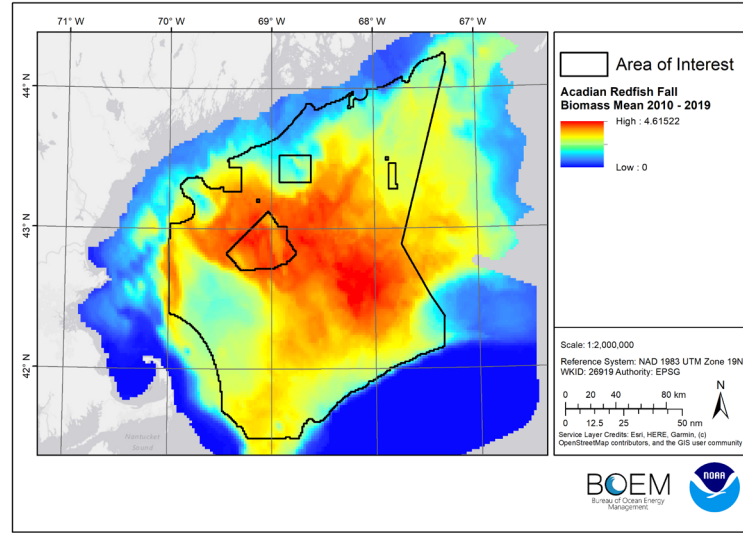 71° W
70° W
69° W
68° W
67° W
44° N
43° N
42° N
Nantucket
Sound
Area of Interest
Acadian Redfish Fall
Biomass Mean 2010 - 2019
High : 4.61522
Low : 0
Scale: 1:2,000,000
Reference System: NAD 1983 UTM Zone 19N
WKID: 26919 Authority: EPSG
N
0 20 40 80 km
0 12.5 25 50 nm
Service Layer Credits: Esri, HERE, Garmin, (c)
OpenStreetMap contributors, and the GIS user community
BOEM
Bureau of Ocean Energy
Management
NOAA